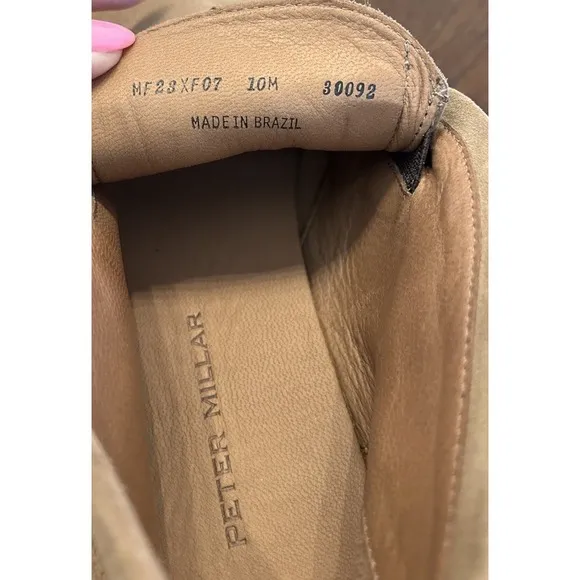 MF23XF07 10M 30092
MADE IN BRAZIL
PETER MILLAR